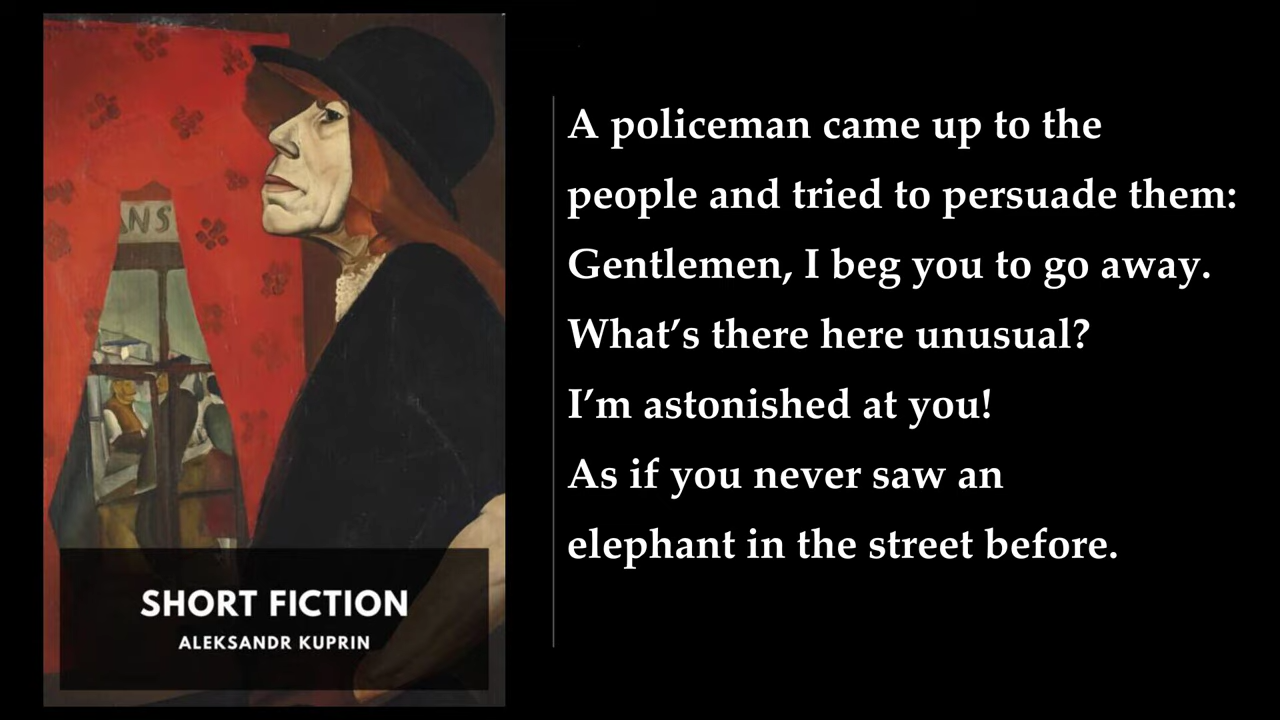 ANS
SHORT FICTION
ALEKSANDR KUPRIN
A policeman came up to the
people and tried to persuade them:
Gentlemen, I beg you to go away.
What’s there here unusual?
I’m astonished at you!
As if you never saw an
elephant in the street before.